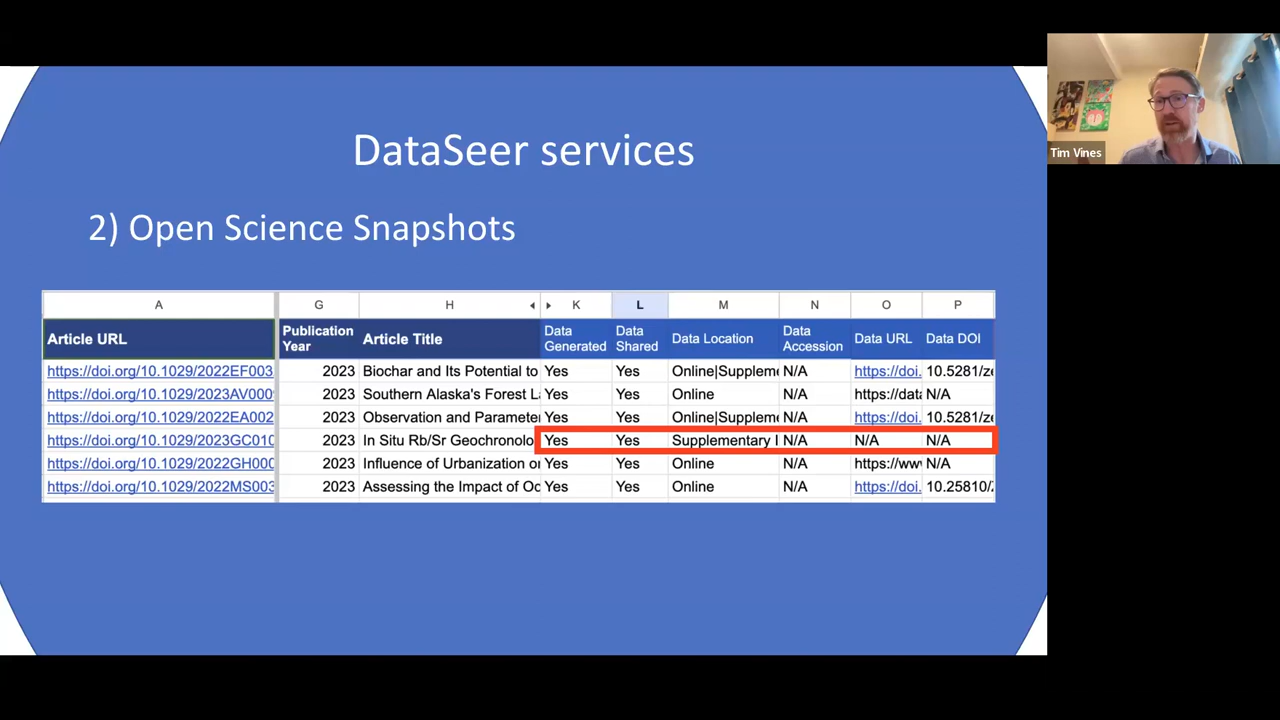 DataSeer services
2) Open Science Snapshots
A G H K L M N O P
Article URL Publication Year Article Title Data Generated Data Shared Data Location Data Accession Data URL Data DOI
https://doi.org/10.1029/2022EF003 2023 Biochar and Its Potential to Yes Yes Online|Suppleme N/A https://doi. 10.5281/ze
https://doi.org/10.1029/2023AV000 2023 Southern Alaska's Forest La Yes Yes Online N/A https://data N/A
https://doi.org/10.1029/2022EA002 2023 Observation and Parameter Yes Yes Online|Suppleme N/A https://doi. 10.5281/ze
https://doi.org/10.1029/2023GC010 2023 In Situ Rb/Sr Geochronolo Yes Yes Supplementary I N/A N/A N/A
https://doi.org/10.1029/2022GH000 2023 Influence of Urbanization on Yes Yes Online N/A https://ww N/A
https://doi.org/10.1029/2022MS003 2023 Assessing the Impact of Oc Yes Yes Online N/A https://doi. 10.25810/
Tim Vines